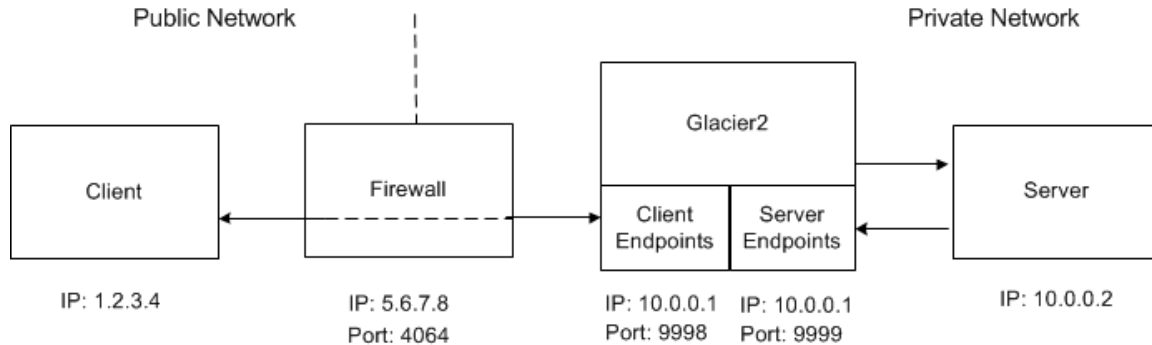 Public Network
Private Network
Client
Firewall
Glacier2
Client
Endpoints
Server
Endpoints
Server
IP: 1.2.3.4
IP: 5.6.7.8
Port: 4064
IP: 10.0.0.1
Port: 9998
IP: 10.0.0.1
Port: 9999
IP: 10.0.0.2